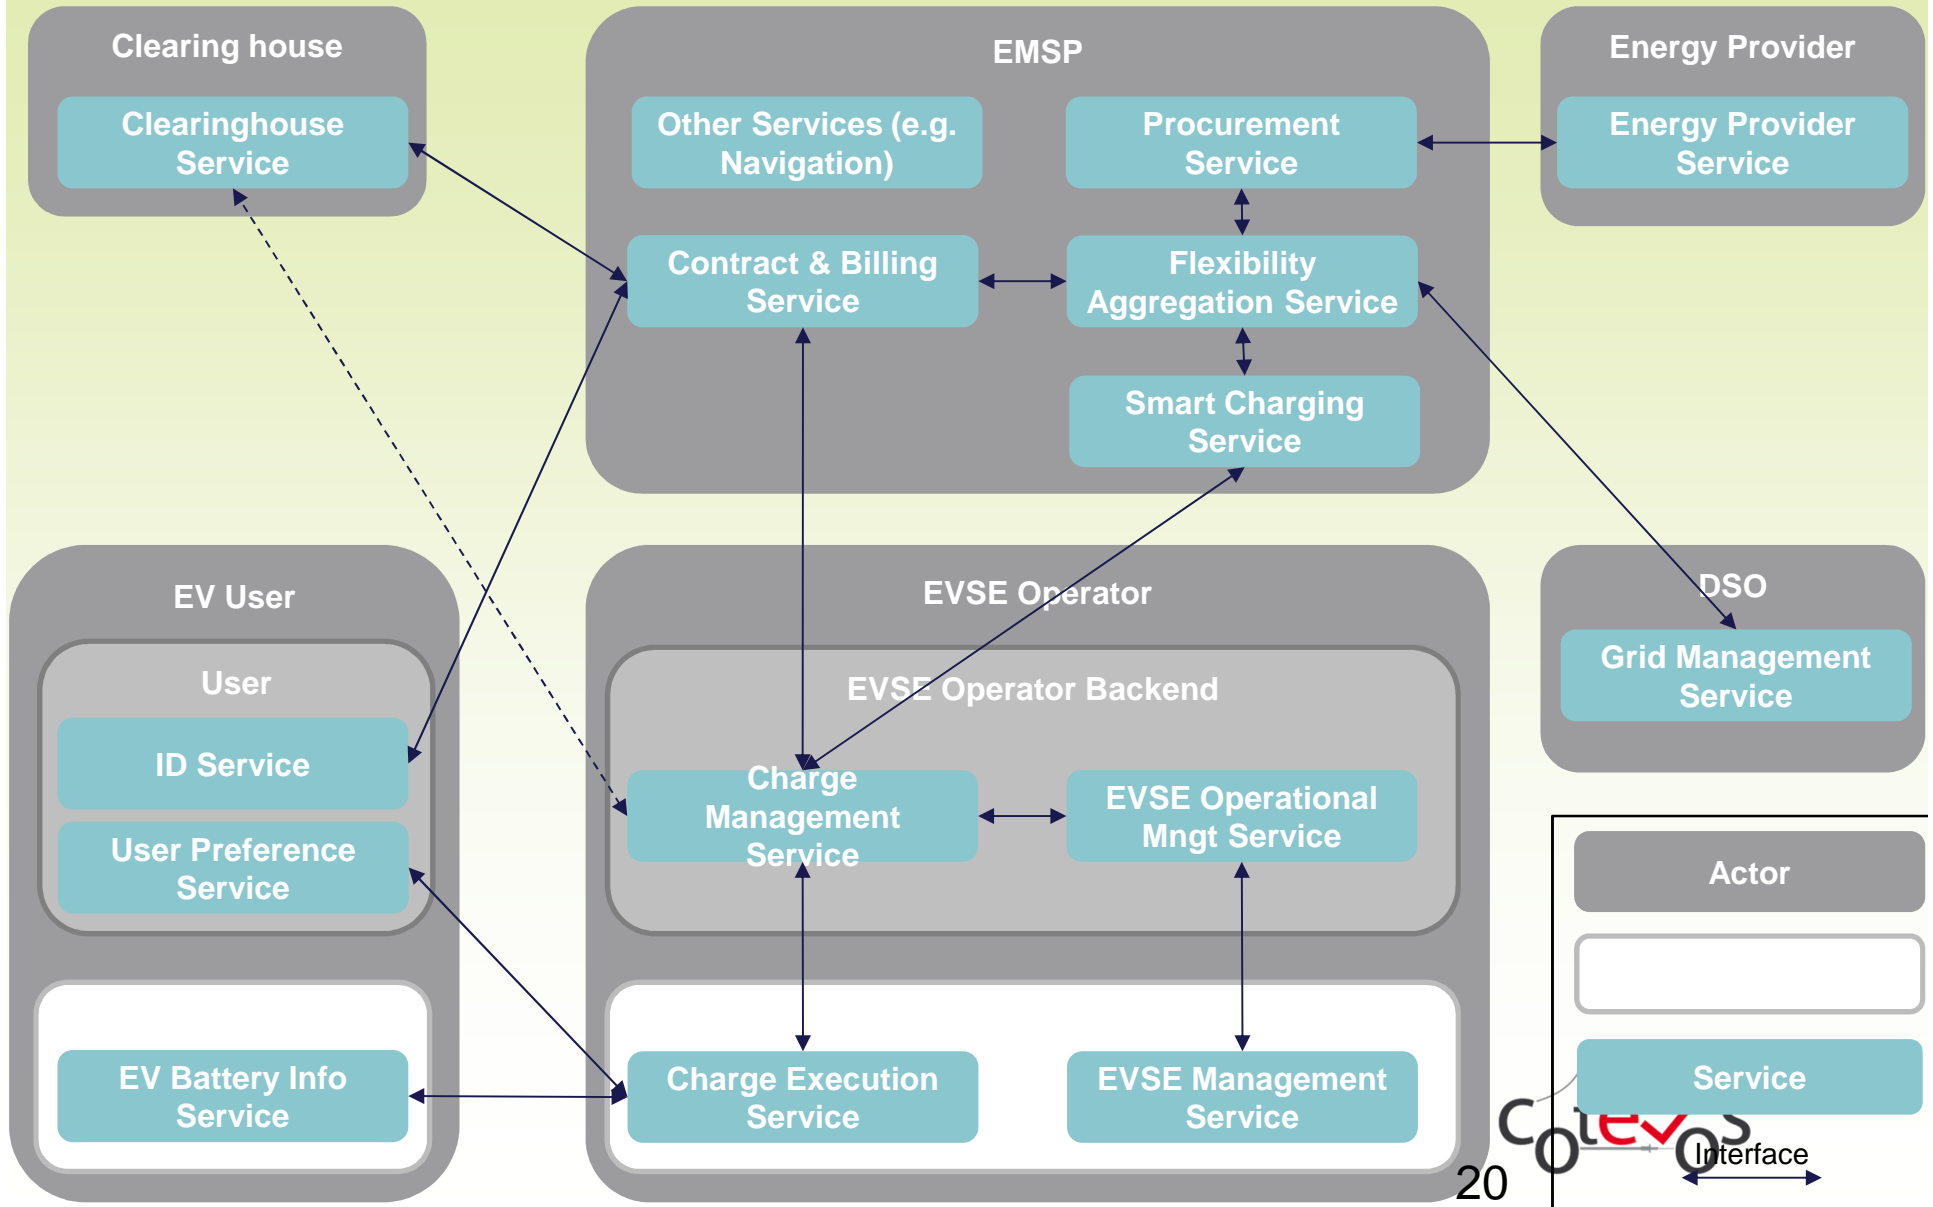 Clearing house
Clearinghouse
Service
EMSP
Other Services (e.g.
Navigation)
Procurement
Service
Contract & Billing
Service
Flexibility
Aggregation Service
Smart Charging
Service
Energy Provider
Energy Provider
Service
EV User
User
ID Service
User Preference
Service
EV Battery Info
Service
EVSE Operator
EVSE Operator Backend
Charge
Management
Service
EVSE Operational
Mngt Service
Charge Execution
Service
EVSE Management
Service
DSO
Grid Management
Service
Actor
Service
cotevos
Interface
20